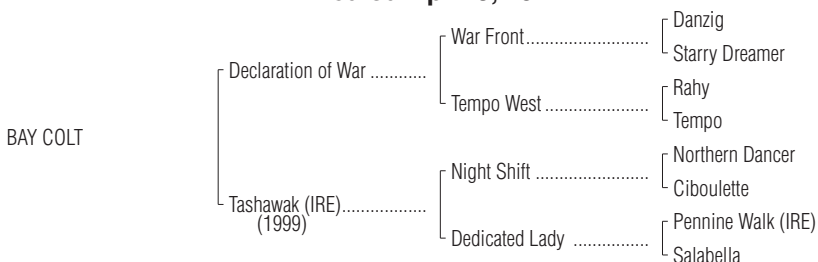 Danzig
War Front..........................
Starry Dreamer
Declaration of War ............
Rahy
Tempo West ......................
Tempo
BAY COLT
Northern Dancer
Night Shift ........................
Ciboulette
Tashawak (IRE)..................
(1999)
Pennine Walk (IRE)
Dedicated Lady ................
Salabella